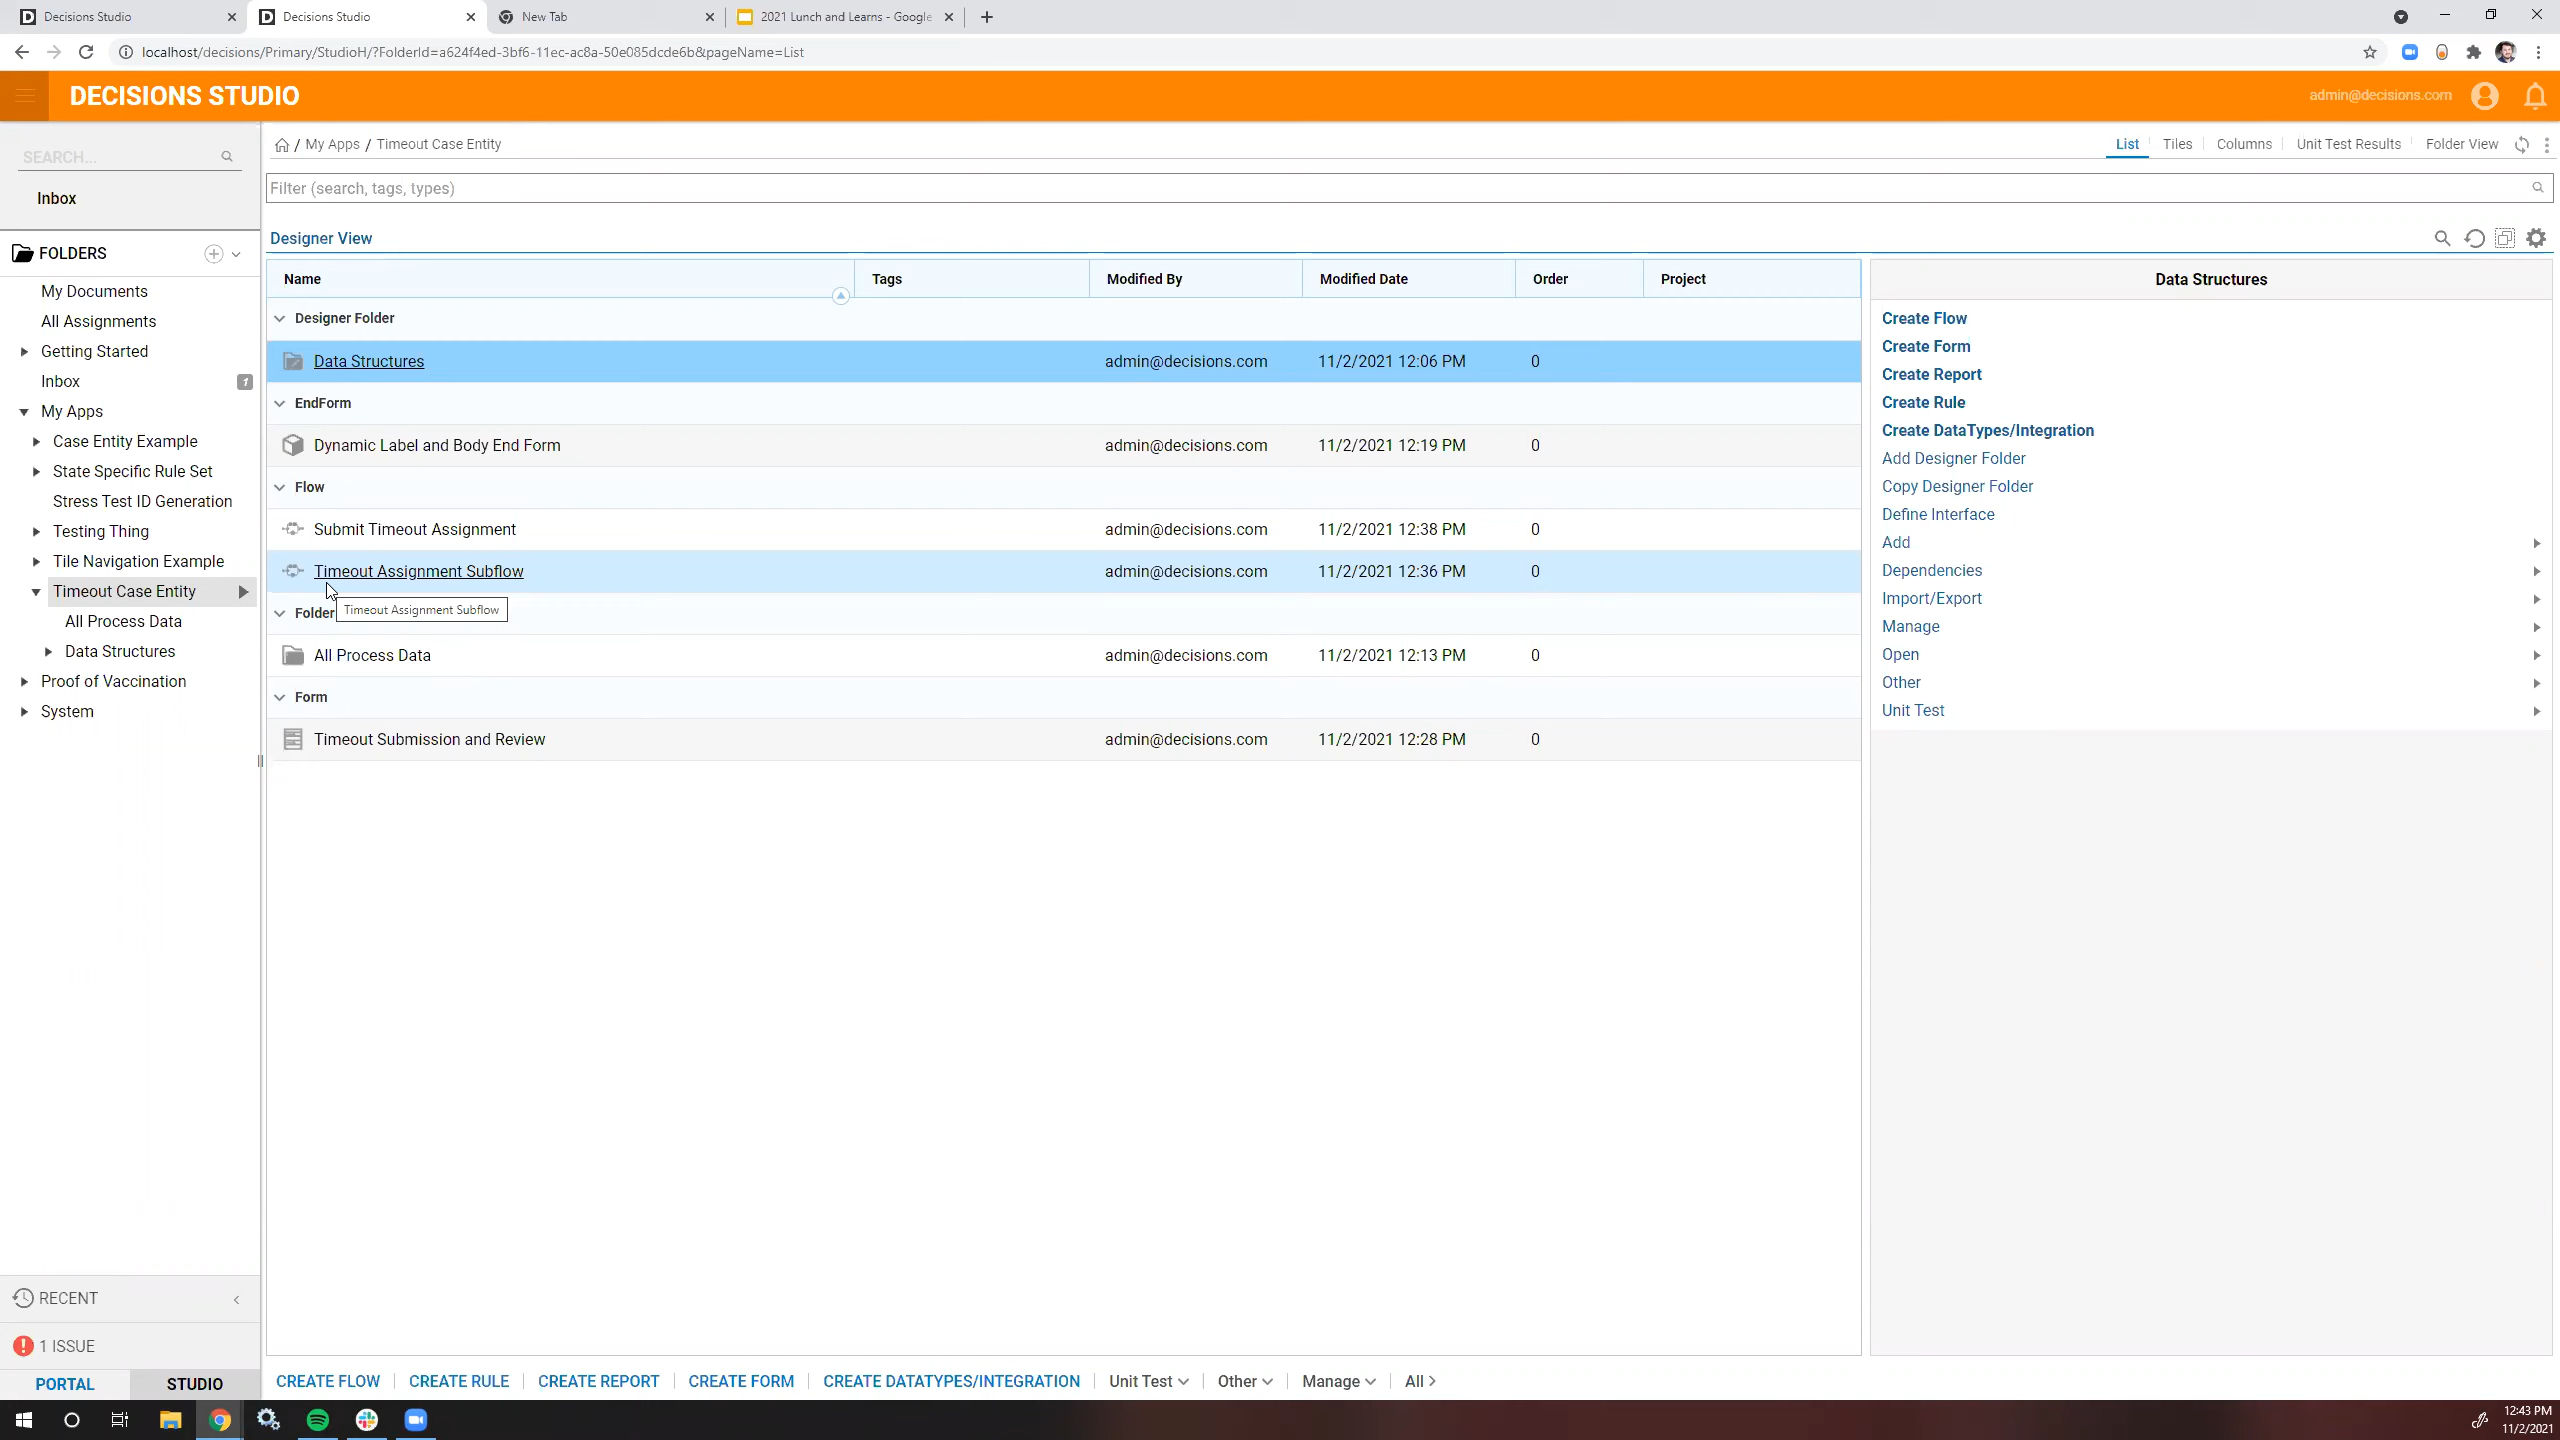 Decisions Studio
Decisions Studio
New Tab
2021 Lunch and Learns - Google
localhost/decisions/Primary/StudioH/?FolderId=a624f4ed-3bf6-11ec-ac8a-50e085dcde6b&pageName=List
DECISIONS STUDIO
admin@decisions.com
SEARCH...
Inbox
FOLDERS
My Documents
All Assignments
Getting Started
Inbox 1
My Apps
Case Entity Example
State Specific Rule Set
Stress Test ID Generation
Testing Thing
Tile Navigation Example
Timeout Case Entity
All Process Data
Data Structures
Proof of Vaccination
System
RECENT
1 ISSUE
PORTAL STUDIO
/ My Apps / Timeout Case Entity
List Tiles Columns Unit Test Results Folder View
Filter (search, tags, types)
Designer View
Name Tags Modified By Modified Date Order Project
Designer Folder
Data Structures admin@decisions.com 11/2/2021 12:06 PM 0
EndForm
Dynamic Label and Body End Form admin@decisions.com 11/2/2021 12:19 PM 0
Flow
Submit Timeout Assignment admin@decisions.com 11/2/2021 12:38 PM 0
Timeout Assignment Subflow admin@decisions.com 11/2/2021 12:36 PM 0
Folder
Timeout Assignment Subflow
All Process Data admin@decisions.com 11/2/2021 12:13 PM 0
Form
Timeout Submission and Review admin@decisions.com 11/2/2021 12:28 PM 0
Data Structures
Create Flow
Create Form
Create Report
Create Rule
Create DataTypes/Integration
Add Designer Folder
Copy Designer Folder
Define Interface
Add
Dependencies
Import/Export
Manage
Open
Other
Unit Test
CREATE FLOW CREATE RULE CREATE REPORT CREATE FORM CREATE DATATYPES/INTEGRATION Unit Test Other Manage All
12:43 PM
11/2/2021